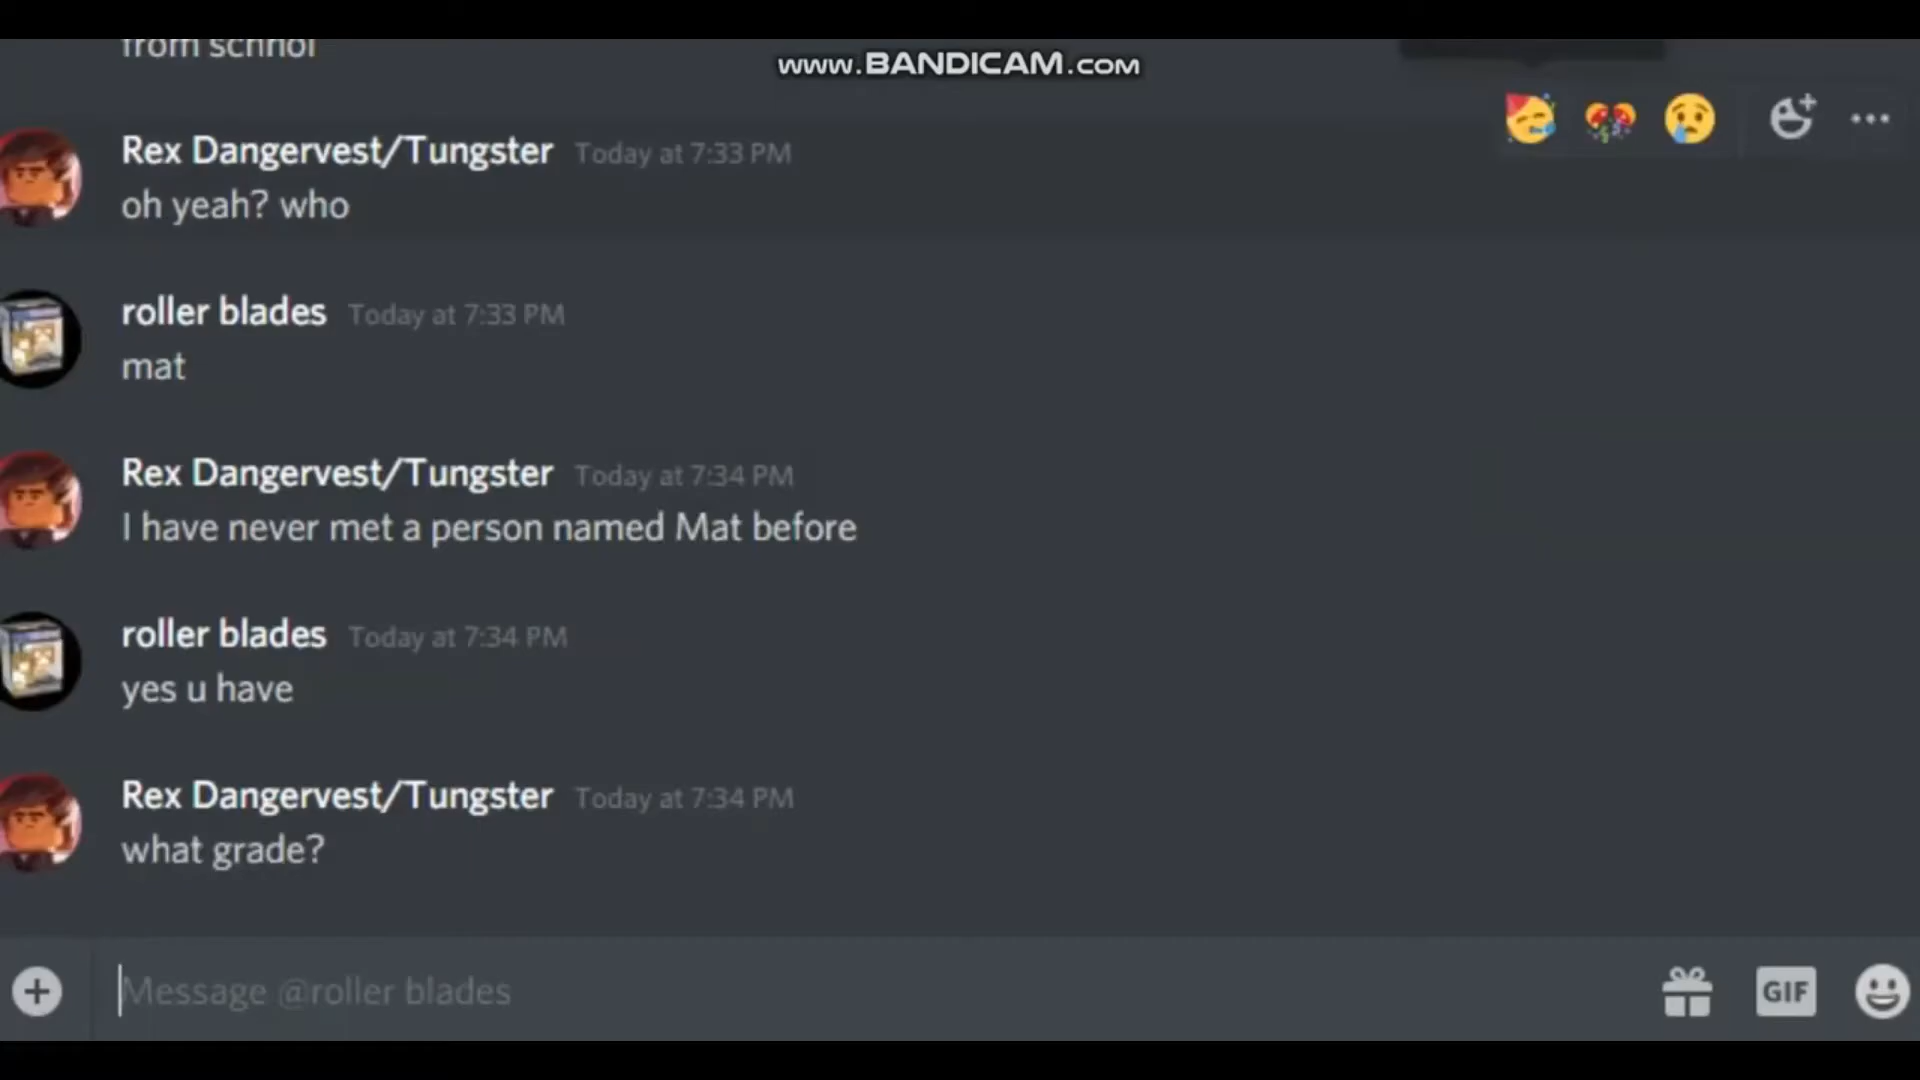 from school
www.BANDICAM.com
Rex Dangervest/Tungster Today at 7:33 PM
oh yeah? who
roller blades Today at 7:33 PM
mat
Rex Dangervest/Tungster Today at 7:34 PM
I have never met a person named Mat before
roller blades Today at 7:34 PM
yes u have
Rex Dangervest/Tungster Today at 7:34 PM
what grade?
Message @roller blades
GIF